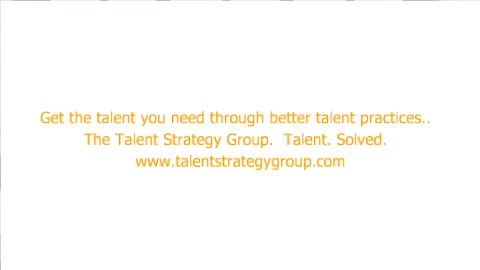 Get the talent you need through better talent practices..
The Talent Strategy Group.  Talent. Solved.
www.talentstrategygroup.com